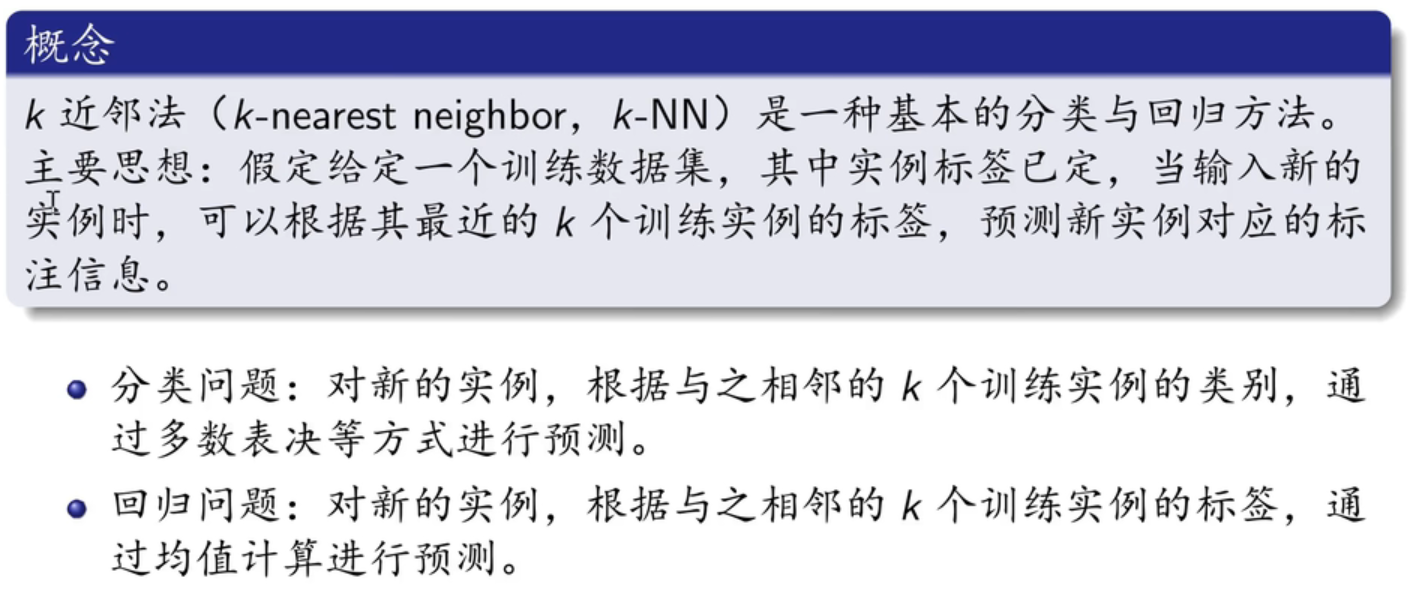 概念
k 近邻法（k-nearest neighbor，k-NN）是一种基本的分类与回归方法。
主要思想：假定给定一个训练数据集，其中实例标签已定，当输入新的
实例时，可以根据其最近的 k 个训练实例的标签，预测新实例对应的标
注信息。
分类问题：对新的实例，根据与之相邻的 k 个训练实例的类别，通
过多数表决等方式进行预测。
回归问题：对新的实例，根据与之相邻的 k 个训练实例的标签，通
过均值计算进行预测。